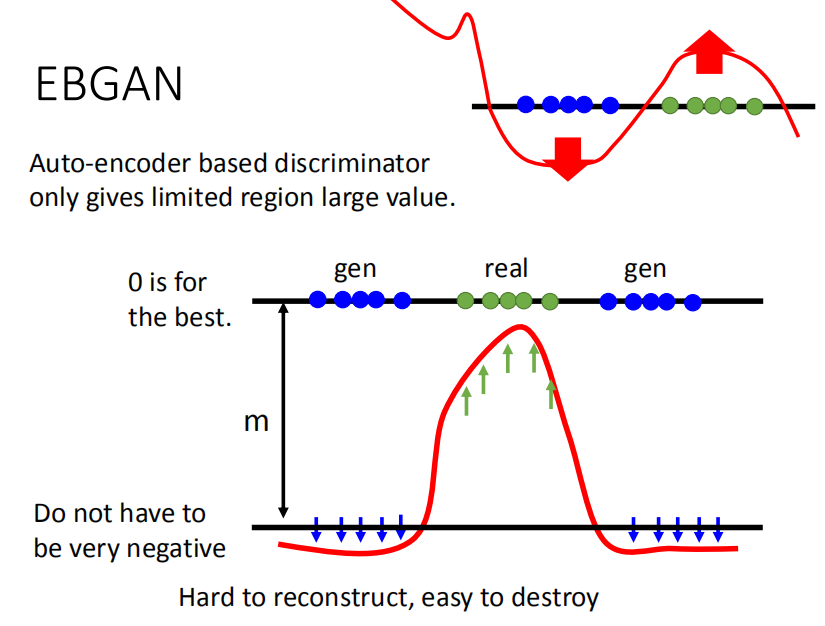 EBGAN
Auto-encoder based discriminator
only gives limited region large value.
gen
real
gen
0 is for
the best.
m
Do not have to
be very negative
Hard to reconstruct, easy to destroy